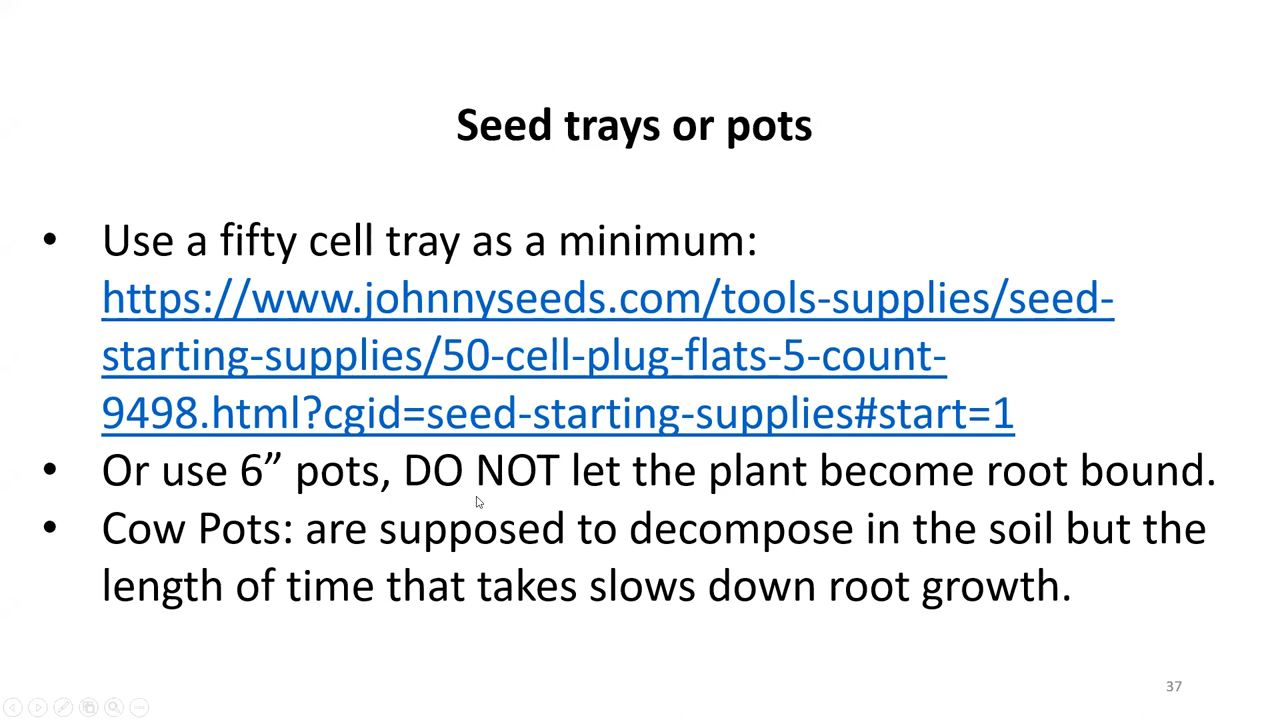 Seed trays or pots
• Use a fifty cell tray as a minimum:
https://www.johnnyseeds.com/tools-supplies/seed-
starting-supplies/50-cell-plug-flats-5-count-
9498.html?cgid=seed-starting-supplies#start=1
• Or use 6” pots, DO NOT let the plant become root bound.
• Cow Pots: are supposed to decompose in the soil but the
length of time that takes slows down root growth.
37